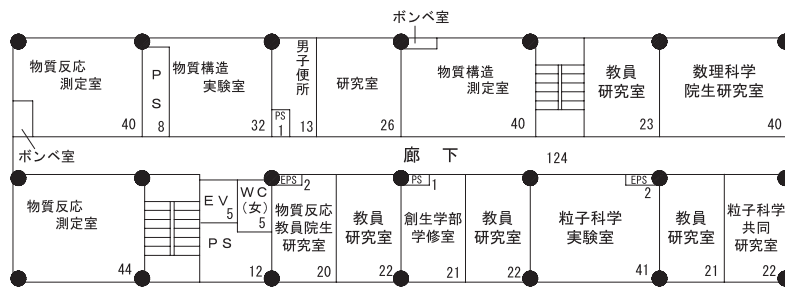 ボンベ室
物質反応
測定室
40
PS
8
物質構造
実験室
32
男子便所
PS
1
13
研究室
26
物質構造
測定室
40
教員
研究室
23
数理科学
院生研究室
40
ボンベ室
廊下
124
物質反応
測定室
44
EV
5
WC
(女)
5
PS
12
EPS
2
物質反応
教員院生
研究室
20
教員
研究室
22
PS
1
創生学部
学修室
21
教員
研究室
22
粒子科学
実験室
41
EPS
2
教員
研究室
21
粒子科学
共同
研究室
22